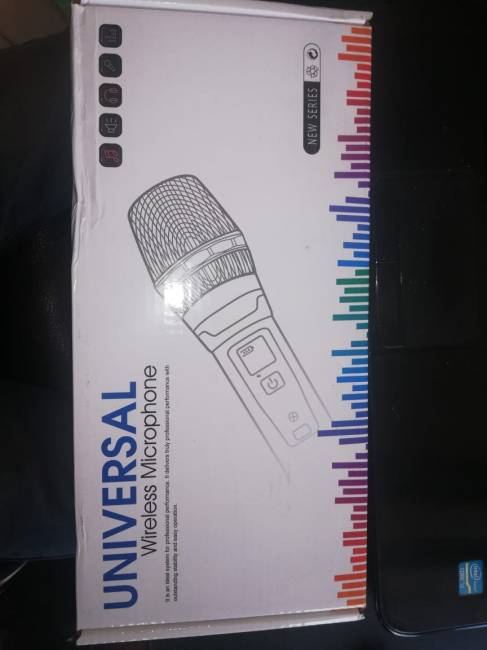 UNIVERSAL
Wireless Microphone
It is an ideal system for professional performance. It delivers truly professional performance with
outstanding stability and easy operation.
NEW SERIES